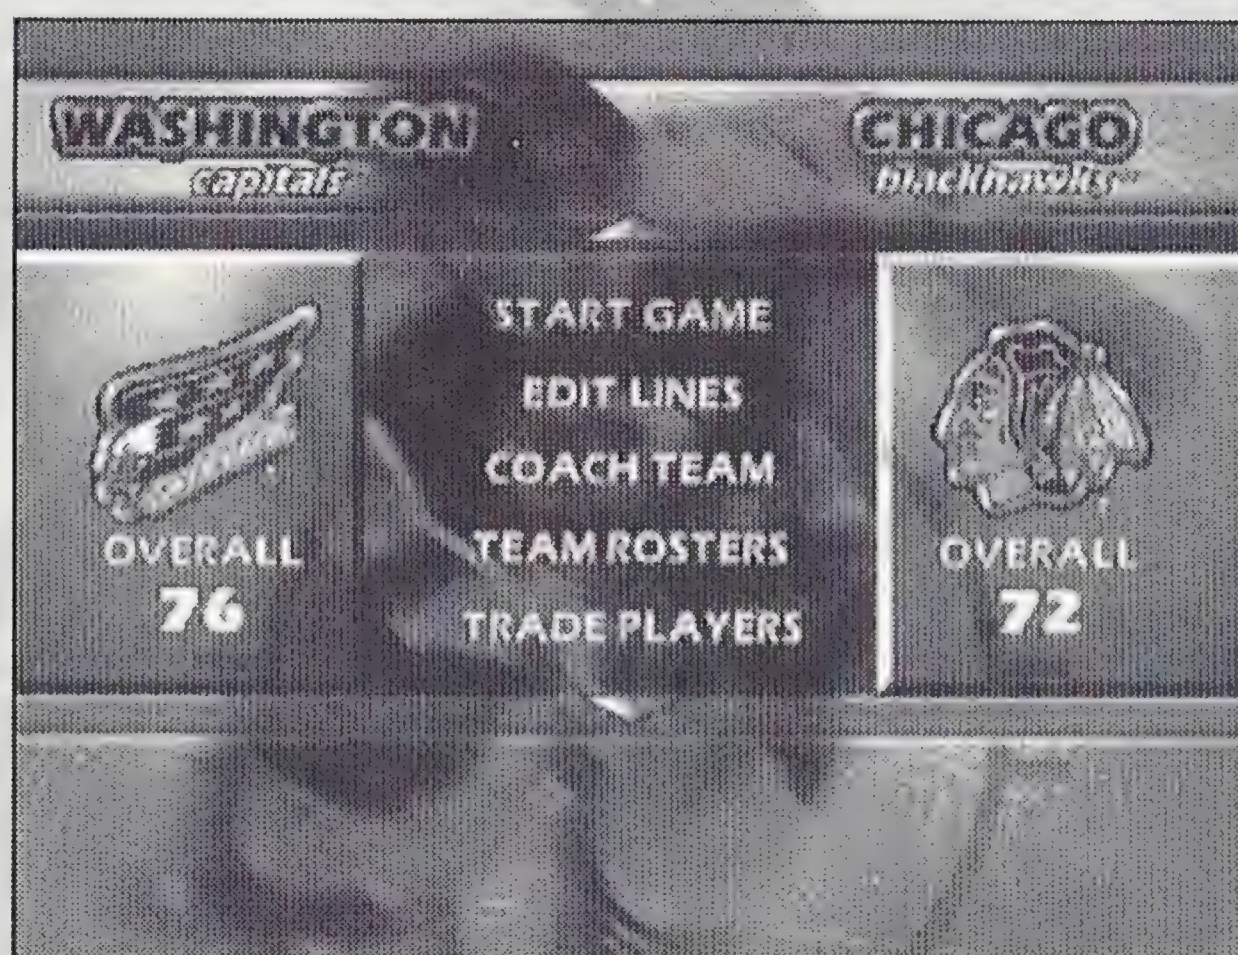 WASHINGTON
capitals
CHICAGO
blackhawks
START GAME
EDIT LINES
COACH TEAM
TEAM ROSTERS
TRADE PLAYERS
OVERALL
76
OVERALL
72